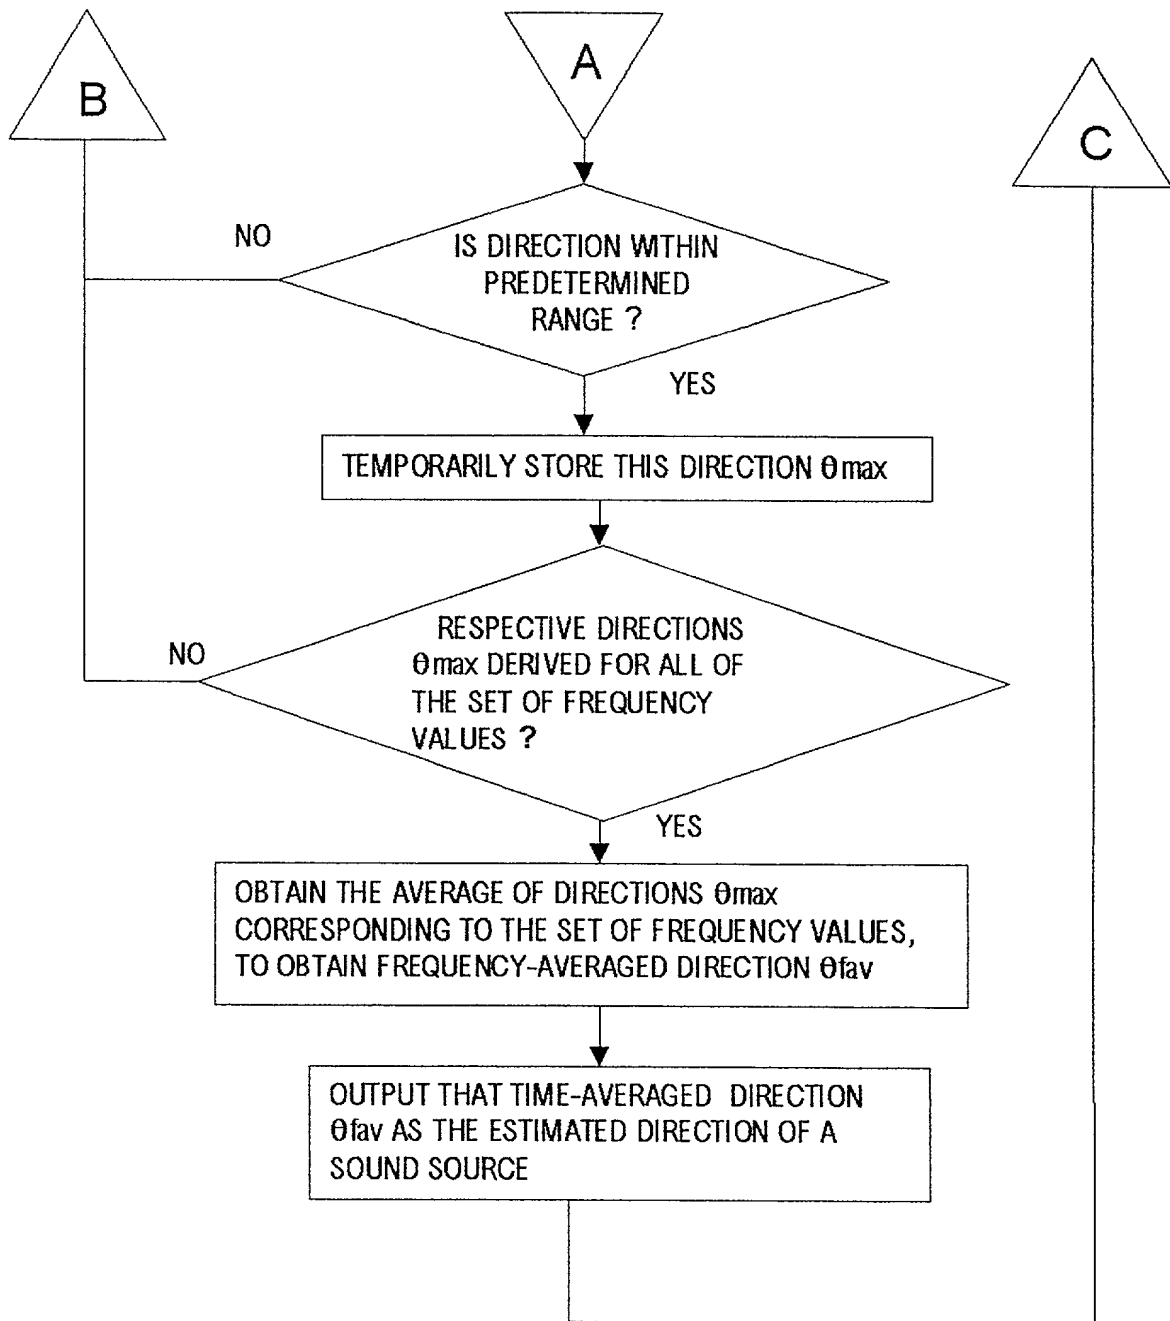 B
A
C
NO
IS DIRECTION WITHIN
PREDETERMINED
RANGE ?
YES
TEMPORARILY STORE THIS DIRECTION θmax
RESPECTIVE DIRECTIONS
θmax DERIVED FOR ALL OF
THE SET OF FREQUENCY
VALUES ?
NO
YES
OBTAIN THE AVERAGE OF DIRECTIONS θmax
CORRESPONDING TO THE SET OF FREQUENCY VALUES,
TO OBTAIN FREQUENCY-AVERAGED DIRECTION θfav
OUTPUT THAT TIME-AVERAGED DIRECTION
θfav AS THE ESTIMATED DIRECTION OF A
SOUND SOURCE